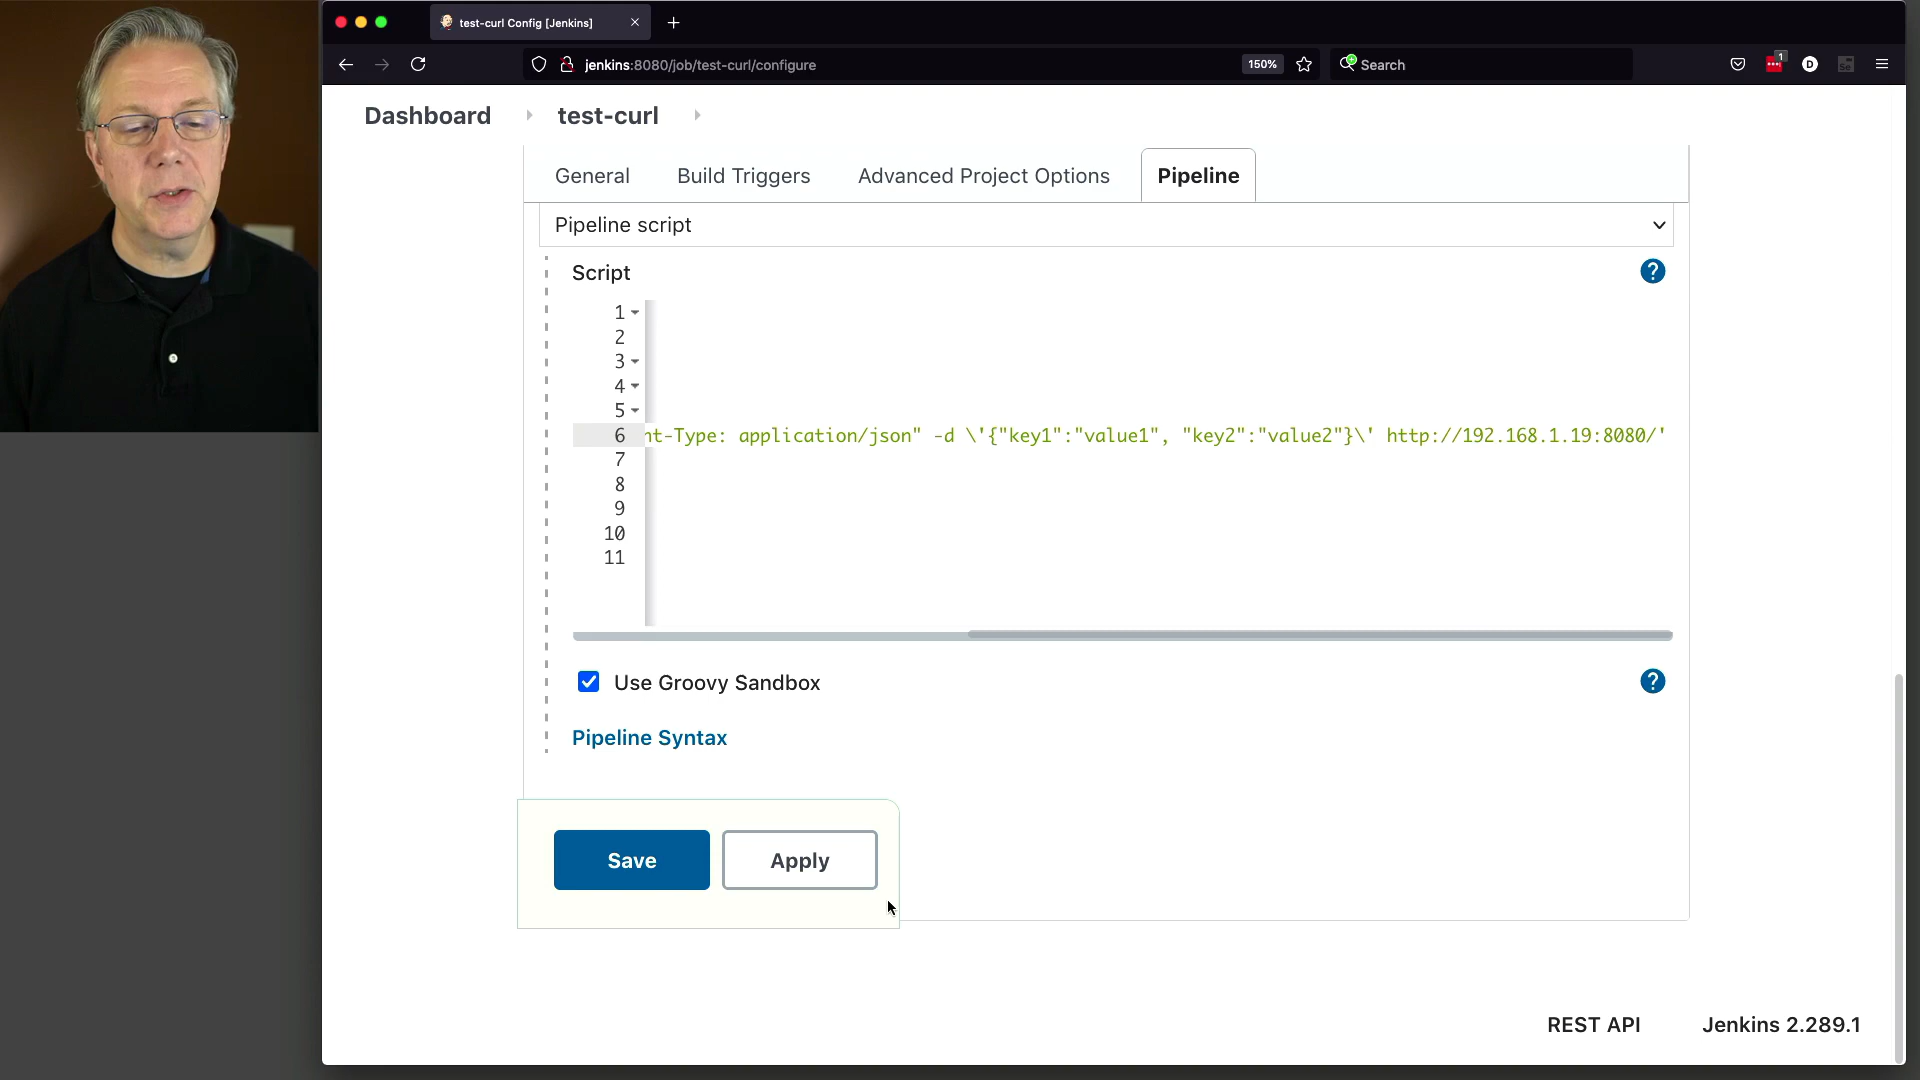 test-curl Config [Jenkins]
jenkins:8080/job/test-curl/configure
150%
Search
1
D
Dashboard
test-curl
General
Build Triggers
Advanced Project Options
Pipeline
Pipeline script
Script
?
1
2
3
4
5
6 nt-Type: application/json" -d \'{"key1":"value1", "key2":"value2"}\' http://192.168.1.19:8080/'
7
8
9
10
11
Use Groovy Sandbox
?
Pipeline Syntax
Save
Apply
REST API
Jenkins 2.289.1